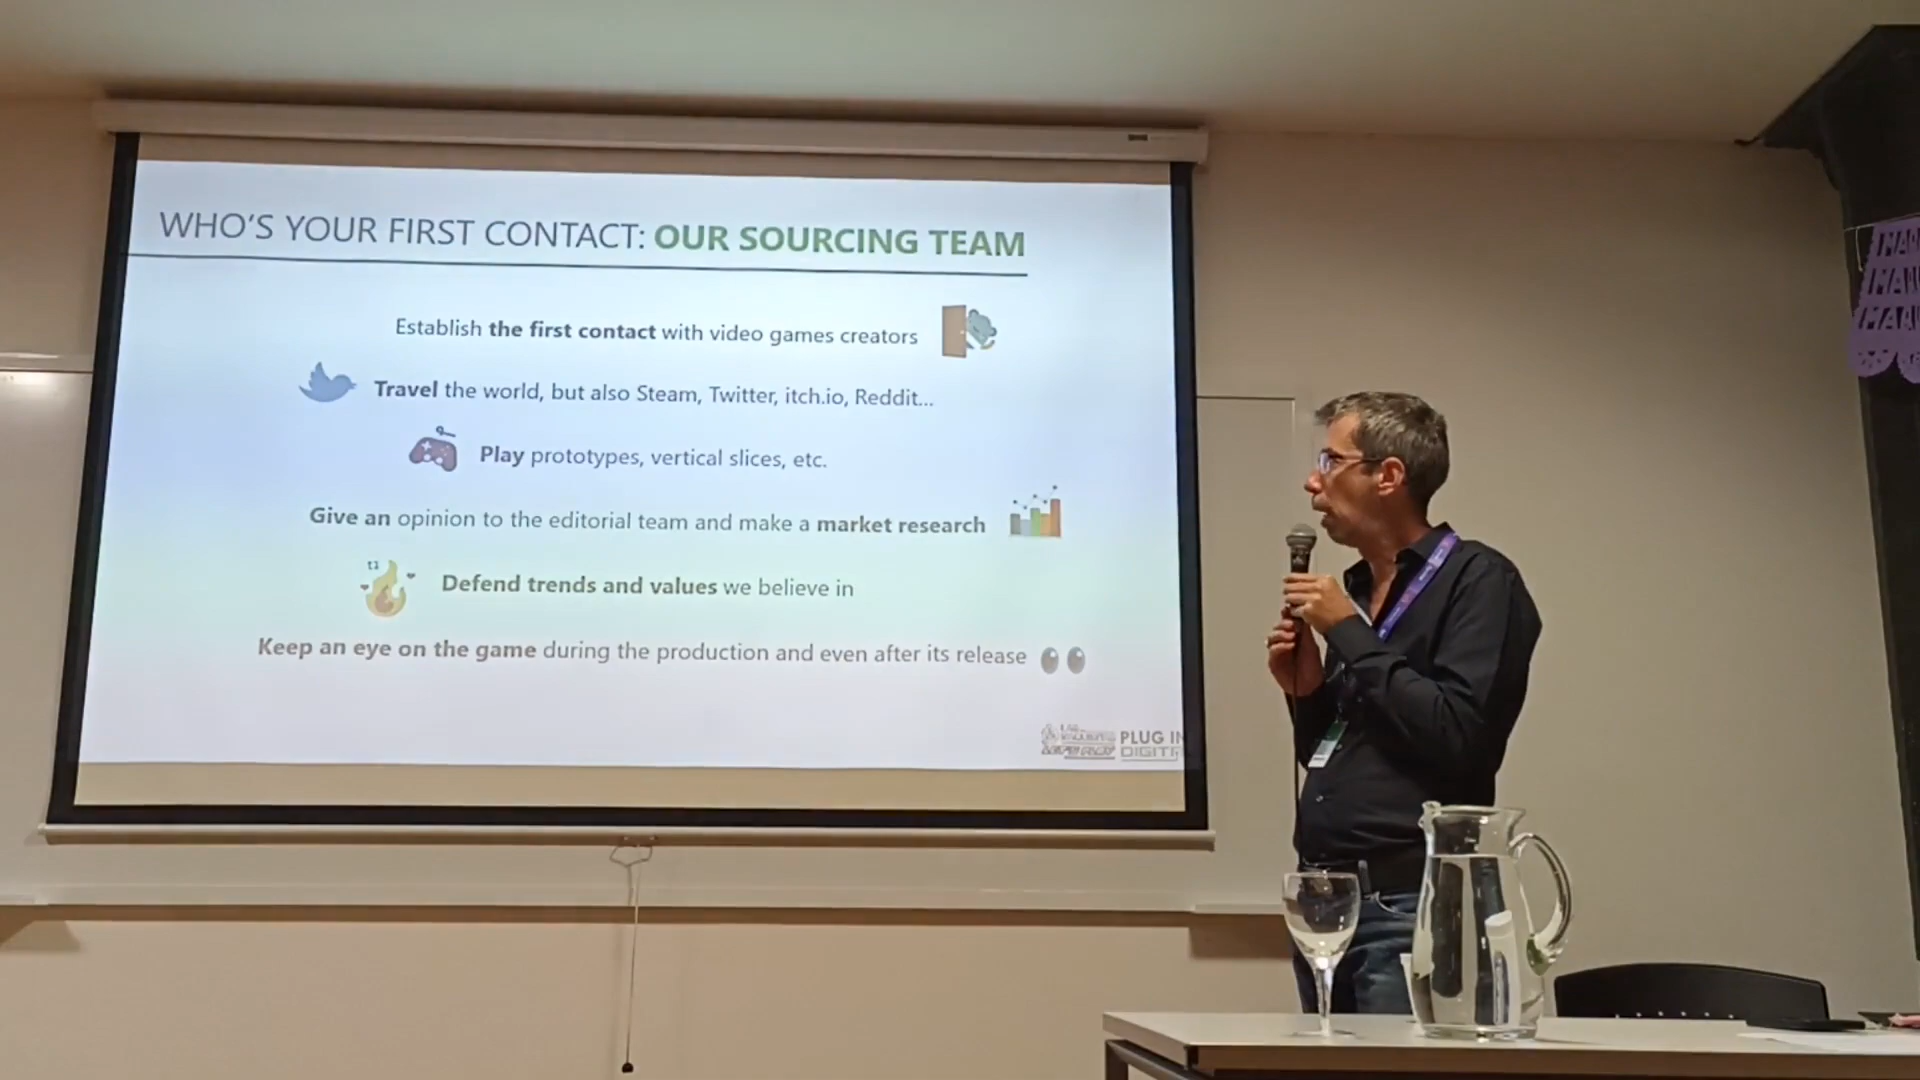 WHO'S YOUR FIRST CONTACT: OUR SOURCING TEAM
Establish the first contact with video games creators
Travel the world, but also Steam, Twitter, itch.io, Reddit...
Play prototypes, vertical slices, etc.
Give an opinion to the editorial team and make a market research
Defend trends and values we believe in
Keep an eye on the game during the production and even after its release
PLUG IN